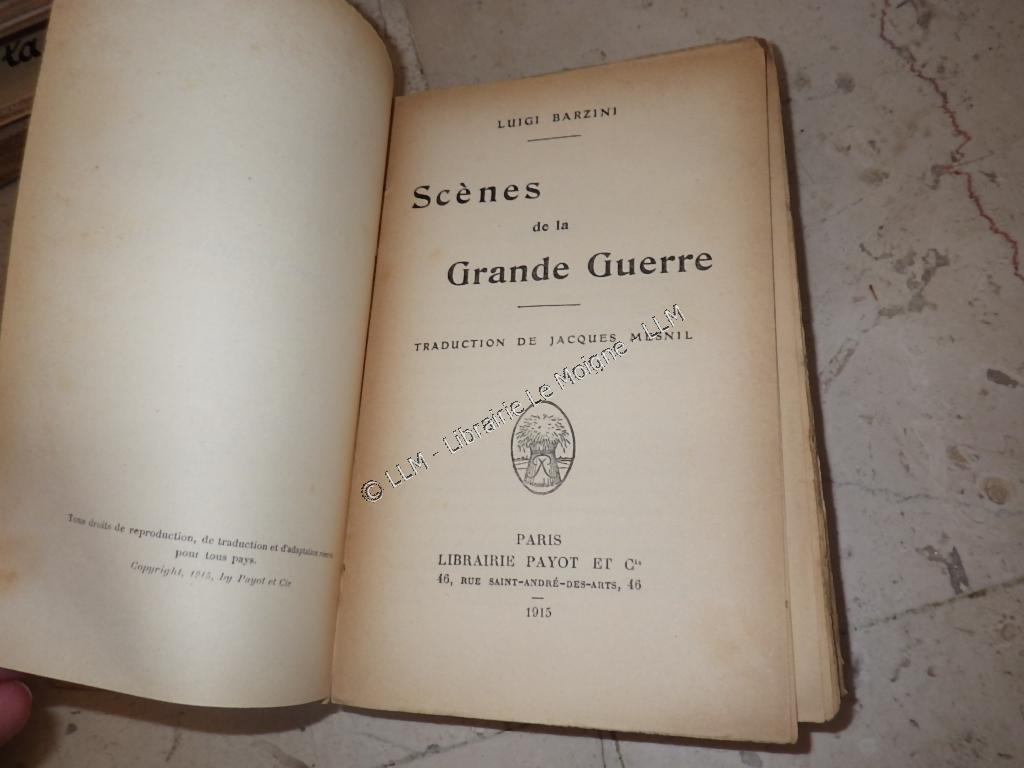 la
Tous droits de reproduction, de traduction et d'adaptation
pour tous pays.
Copyright, 1915, by Payot et Cie
LUIGI BARZINI
Scènes
de la
Grande Guerre
TRADUCTION DE JACQUES MESNIL
© LLM - Librairie Le Moigne - LLM
PARIS
LIBRAIRIE PAYOT ET Cie
46, RUE SAINT-ANDRÉ-DES-ARTS, 46
1915